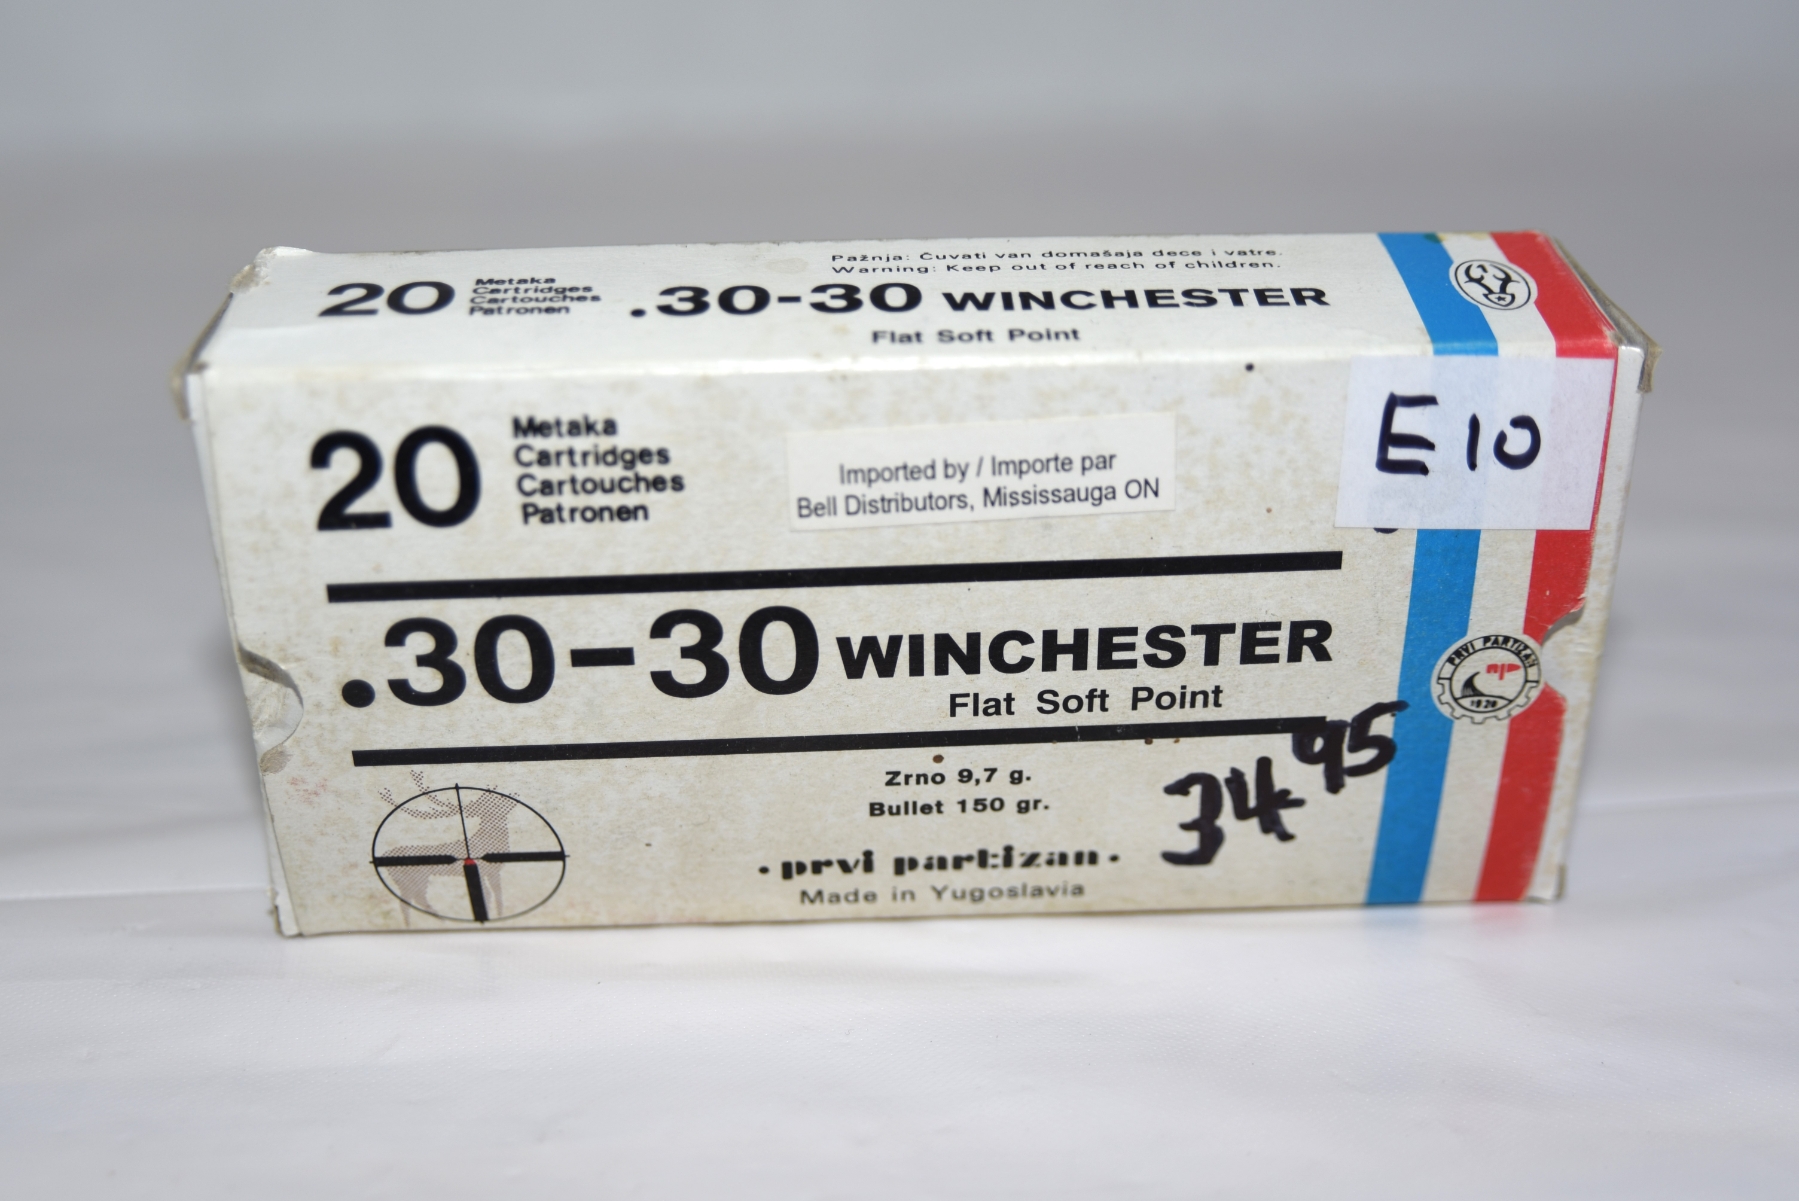 Pažnja: Čuvati van domašaja dece i vatre.
Warning: Keep out of reach of children.
20
Metaka
Cartridges
Cartouches
Patronen
.30-30 WINCHESTER
Flat Soft Point
20
Metaka
Cartridges
Cartouches
Patronen
Imported by / Importe par
Bell Distributors, Mississauga ON
E10
.30-30 WINCHESTER
Flat Soft Point
PRVI PARTIZAN
1928
Zrno 9,7 g.
Bullet 150 gr.
3495
• prvi partizan •
Made in Yugoslavia